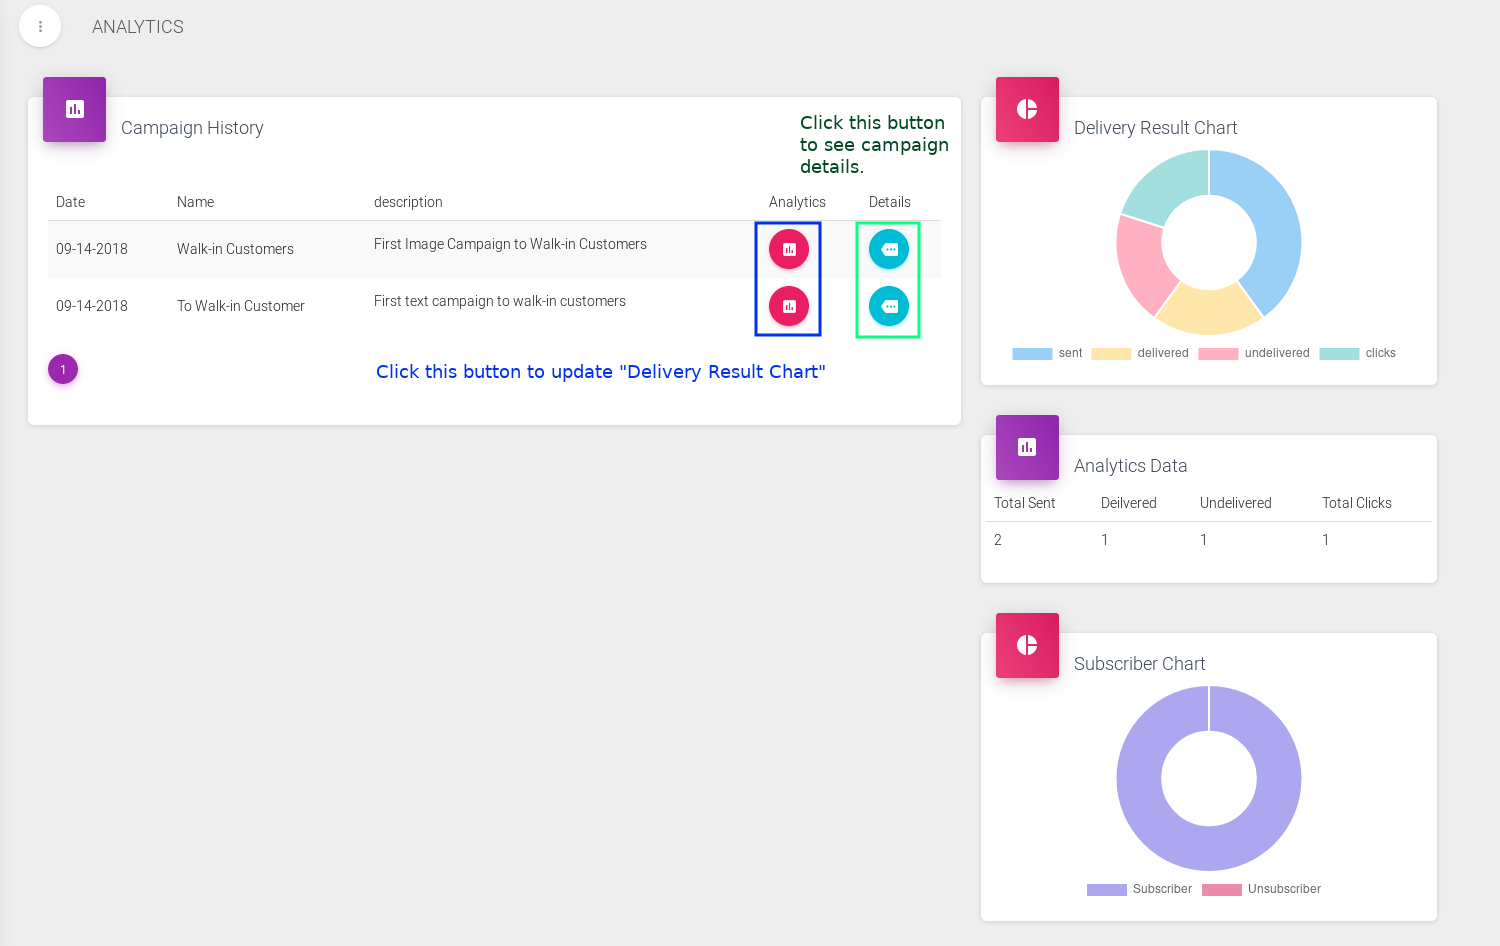 ANALYTICS
Campaign History
Click this button
to see campaign
details.
Date Name description Analytics Details
09-14-2018 Walk-in Customers First Image Campaign to Walk-in Customers
09-14-2018 To Walk-in Customer First text campaign to walk-in customers
1
Click this button to update "Delivery Result Chart"
Delivery Result Chart
sent delivered undelivered clicks
Analytics Data
Total Sent Deilvered Undelivered Total Clicks
2 1 1 1
Subscriber Chart
Subscriber Unsubscriber